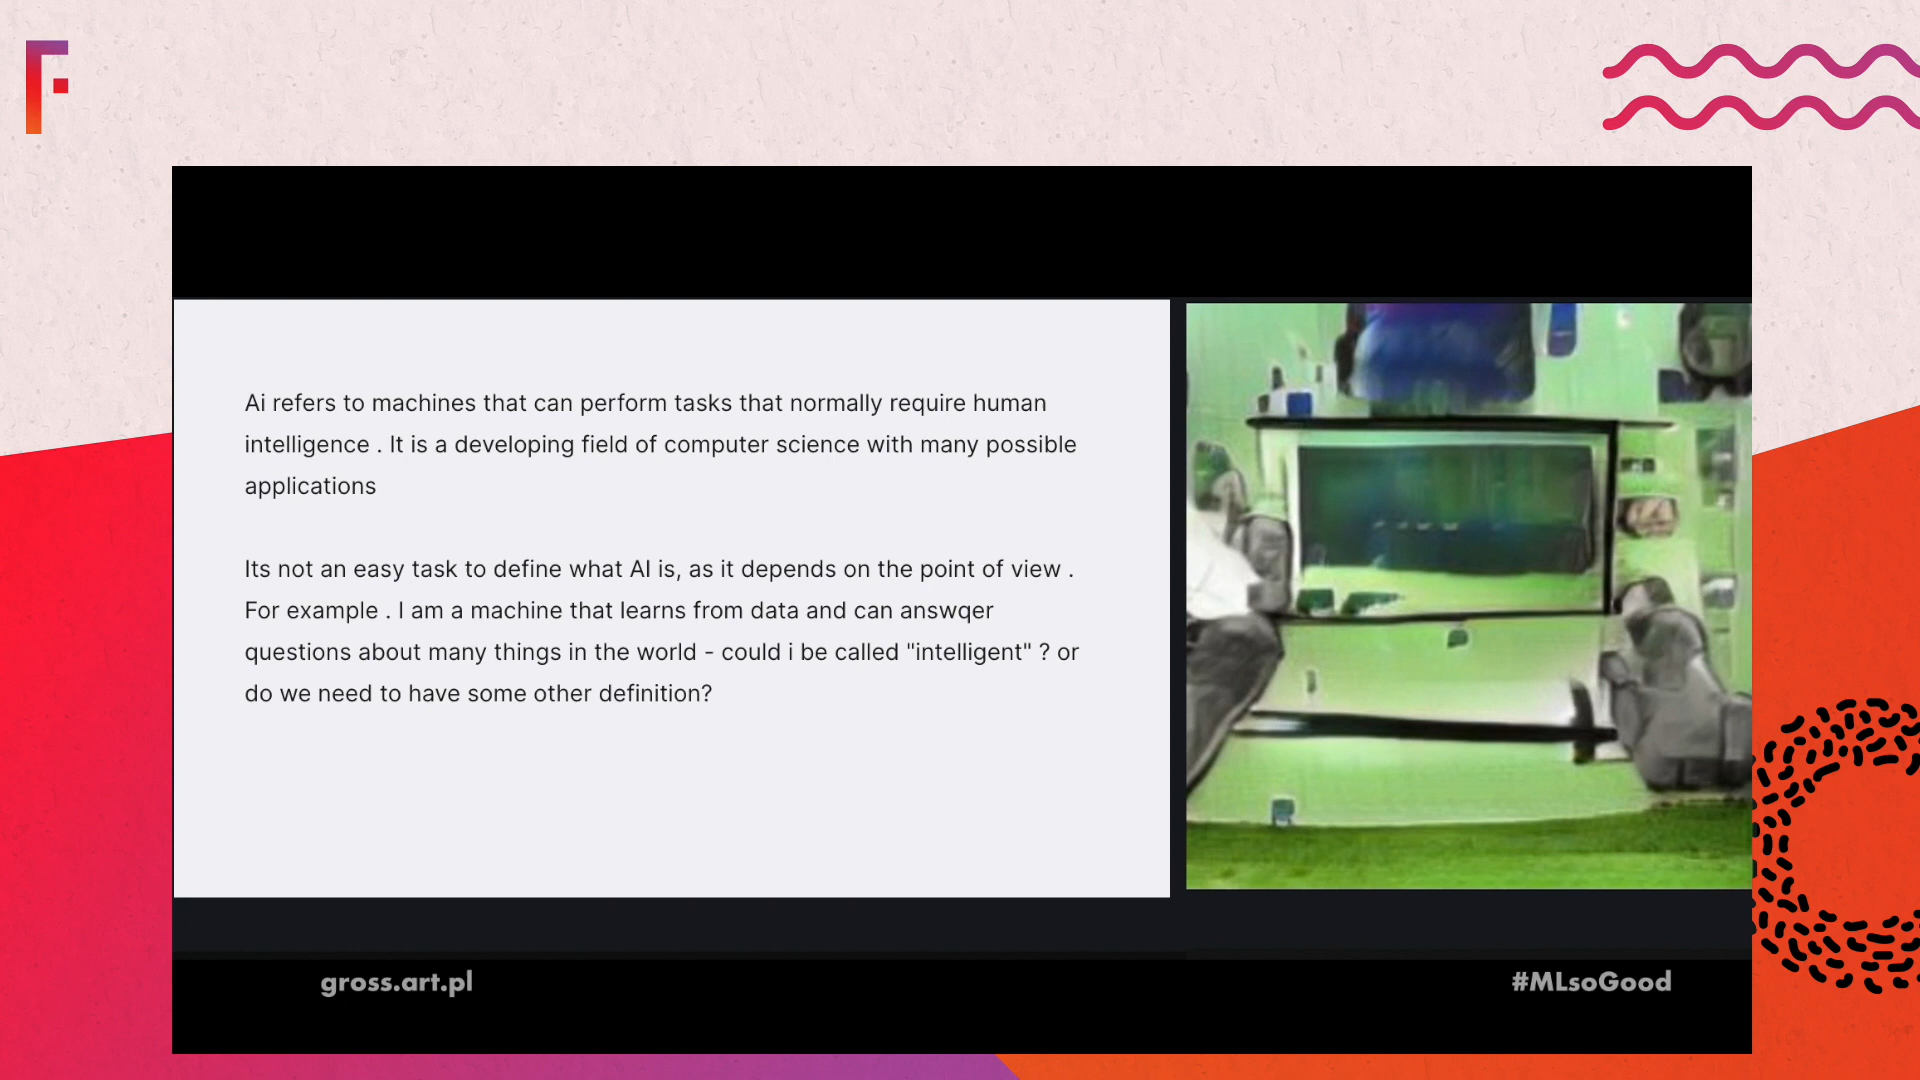 Ai refers to machines that can perform tasks that normally require human
intelligence . It is a developing field of computer science with many possible
applications
Its not an easy task to define what AI is, as it depends on the point of view .
For example . I am a machine that learns from data and can answqer
questions about many things in the world - could i be called "intelligent" ? or
do we need to have some other definition?
gross.art.pl
#MLsoGood